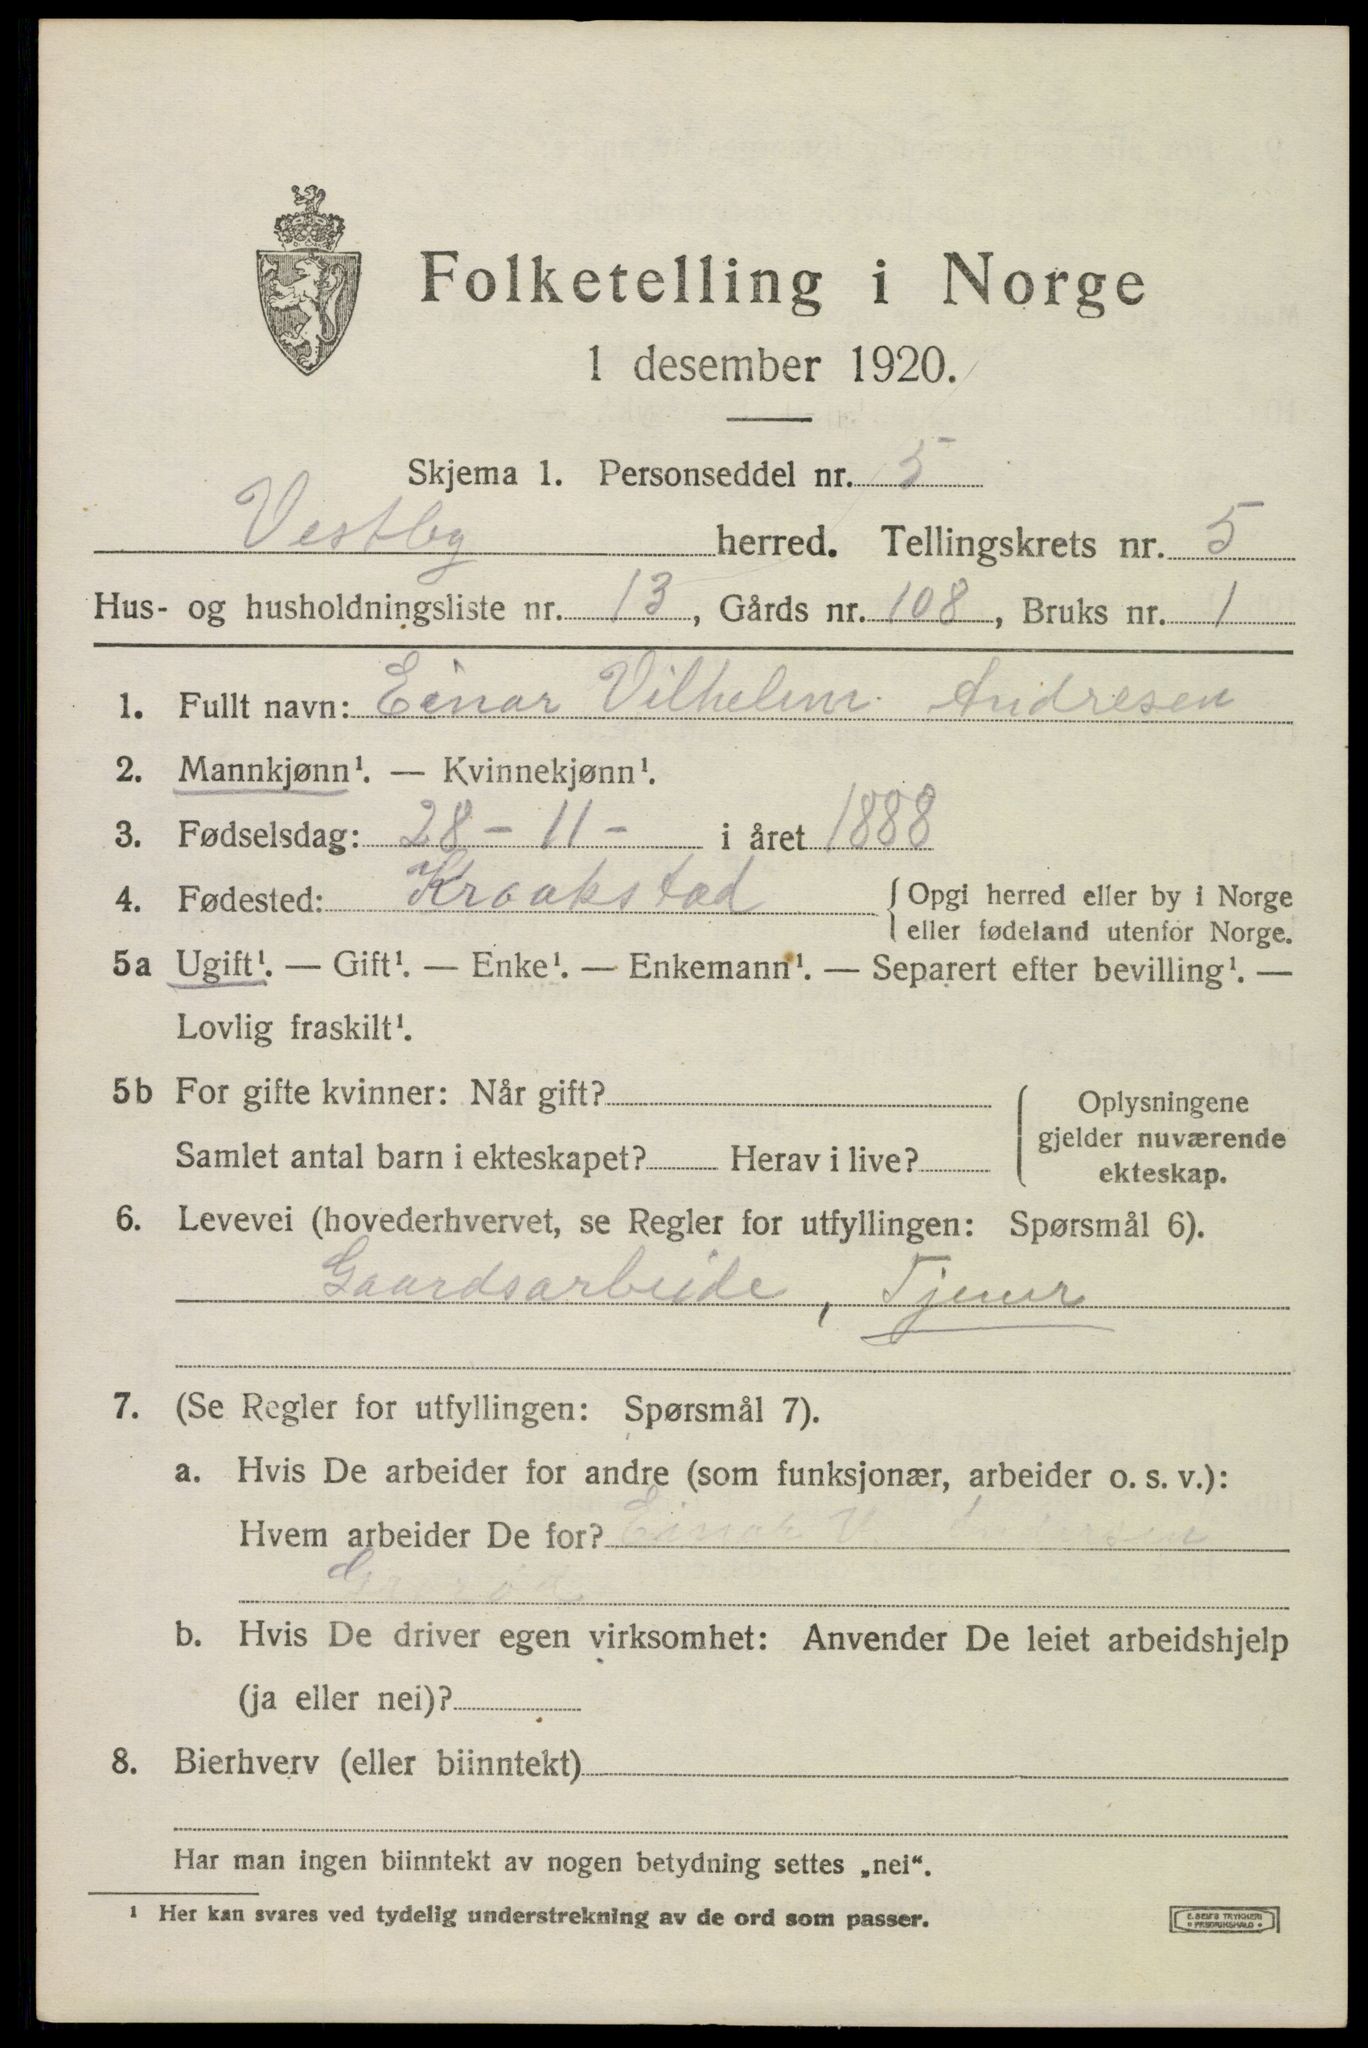 Folketelling i Norge
1 desember 1920.
Skjema 1. Personseddel nr. 5
Vestby herred. Tellingskrets nr. 5
Hus- og husholdningsliste nr. 13, Gårds nr. 108, Bruks nr. 1
1. Fullt navn: Einar Vilhelm Andresen
2. Mannkjønn¹. — Kvinnekjønn¹.
3. Fødselsdag: 28 - 11 - i året 1888
4. Fødested: Kraakstad { Opgi herred eller by i Norge
eller fødeland utenfor Norge.
5a Ugift¹. — Gift¹. — Enke¹. — Enkemann¹. — Separert efter bevilling¹. —
Lovlig fraskilt¹.
5b For gifte kvinner: Når gift?
Samlet antal barn i ekteskapet? Herav i live?
Oplysningene
gjelder nuværende
ekteskap.
6. Levevei (hovederhvervet, se Regler for utfyllingen: Spørsmål 6).
Gaardsarbeide, Tjener
7. (Se Regler for utfyllingen: Spørsmål 7).
a. Hvis De arbeider for andre (som funksjonær, arbeider o. s. v.):
Hvem arbeider De for? Einar V.
b. Hvis De driver egen virksomhet: Anvender De leiet arbeidshjelp
(ja eller nei)?
8. Bierhverv (eller biinntekt)
Har man ingen biinntekt av nogen betydning settes „nei“.
¹ Her kan svares ved tydelig understrekning av de ord som passer.
E. SEM'S TRYKKERI
FREDRIKSHALD